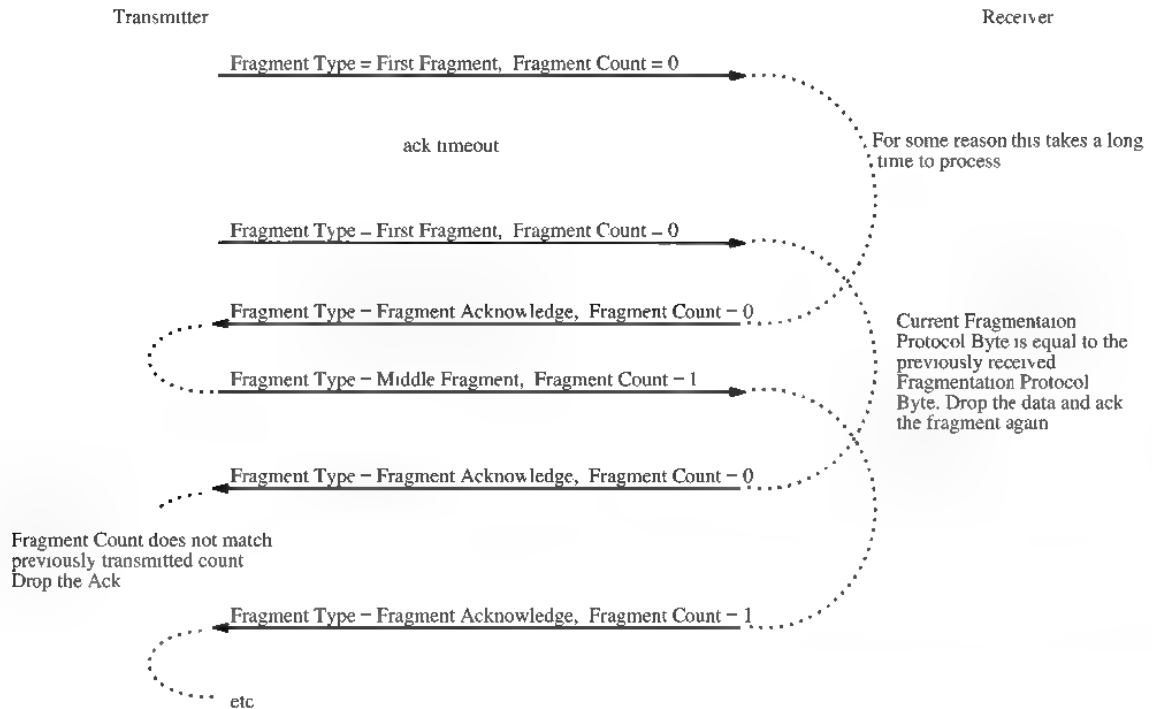 Transmitter
Receiver
Fragment Type = First Fragment, Fragment Count = 0
ack timeout
For some reason this takes a long
time to process
Fragment Type = First Fragment, Fragment Count = 0
Fragment Type = Fragment Acknowledge, Fragment Count = 0
Current Fragmentaion
Protocol Byte is equal to the
previously received
Fragmentation Protocol
Byte. Drop the data and ack
the fragment again
Fragment Type = Middle Fragment, Fragment Count = 1
Fragment Type = Fragment Acknowledge, Fragment Count = 0
Fragment Count does not match
previously transmitted count
Drop the Ack
Fragment Type = Fragment Acknowledge, Fragment Count = 1
etc